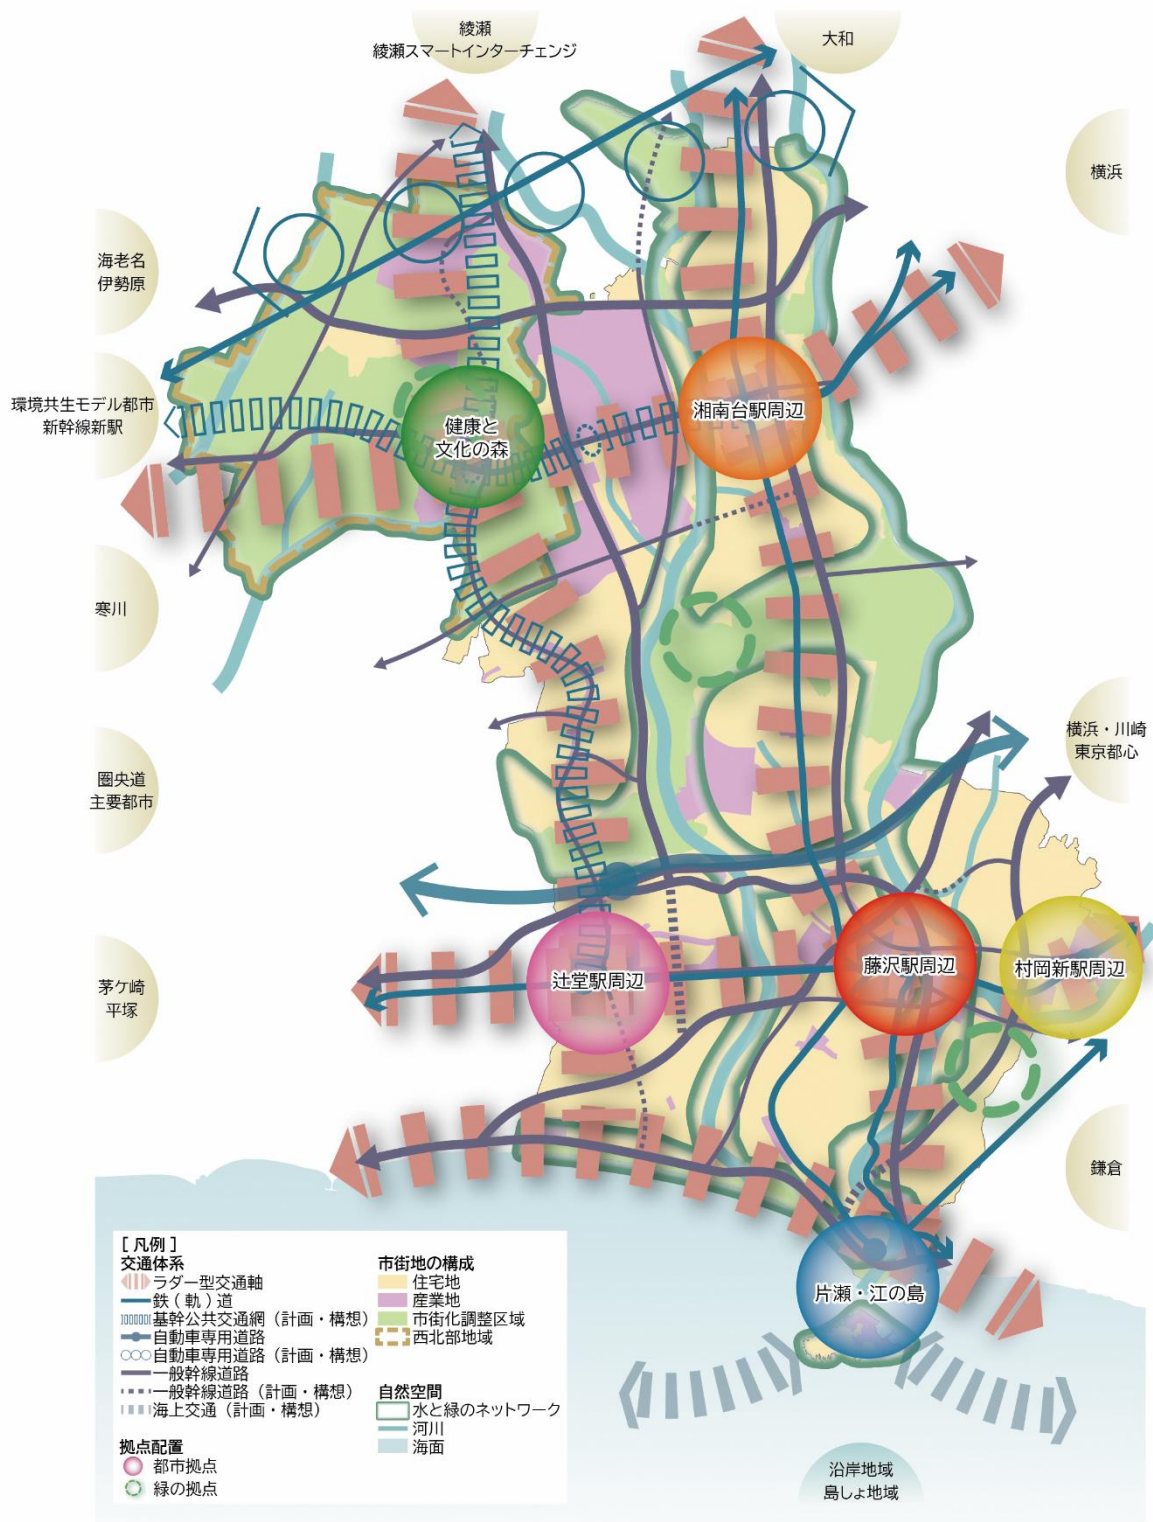 綾瀬
綾瀬スマートインターチェンジ
大和
横浜
海老名
伊勢原
環境共生モデル都市
新幹線新駅
健康と
文化の森
湘南台駅周辺
寒川
横浜・川崎
東京都心
圏央道
主要都市
辻堂駅周辺
藤沢駅周辺
村岡新駅周辺
茅ケ崎
平塚
鎌倉
片瀬・江の島
沿岸地域
島しょ地域
[凡例]
交通体系
ラダー型交通軸
鉄(軌)道
基幹公共交通網(計画・構想)
自動車専用道路
自動車専用道路(計画・構想)
一般幹線道路
一般幹線道路(計画・構想)
海上交通(計画・構想)
拠点配置
都市拠点
緑の拠点
市街地の構成
住宅地
産業地
市街化調整区域
西北部地域
自然空間
水と緑のネットワーク
河川
海面